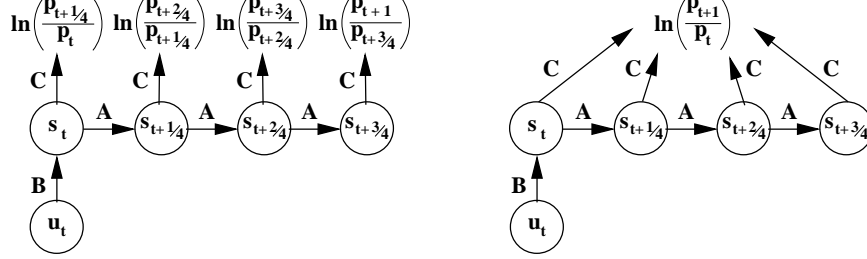 ln(p_{t+1/4}/p_t) ln(p_{t+2/4}/p_{t+1/4}) ln(p_{t+3/4}/p_{t+2/4}) ln(p_{t+1}/p_{t+3/4})
C C C C
s_t A s_{t+1/4} A s_{t+2/4} A s_{t+3/4}
B
u_t
ln(p_{t+1}/p_t)
C C C C
s_t A s_{t+1/4} A s_{t+2/4} A s_{t+3/4}
B
u_t